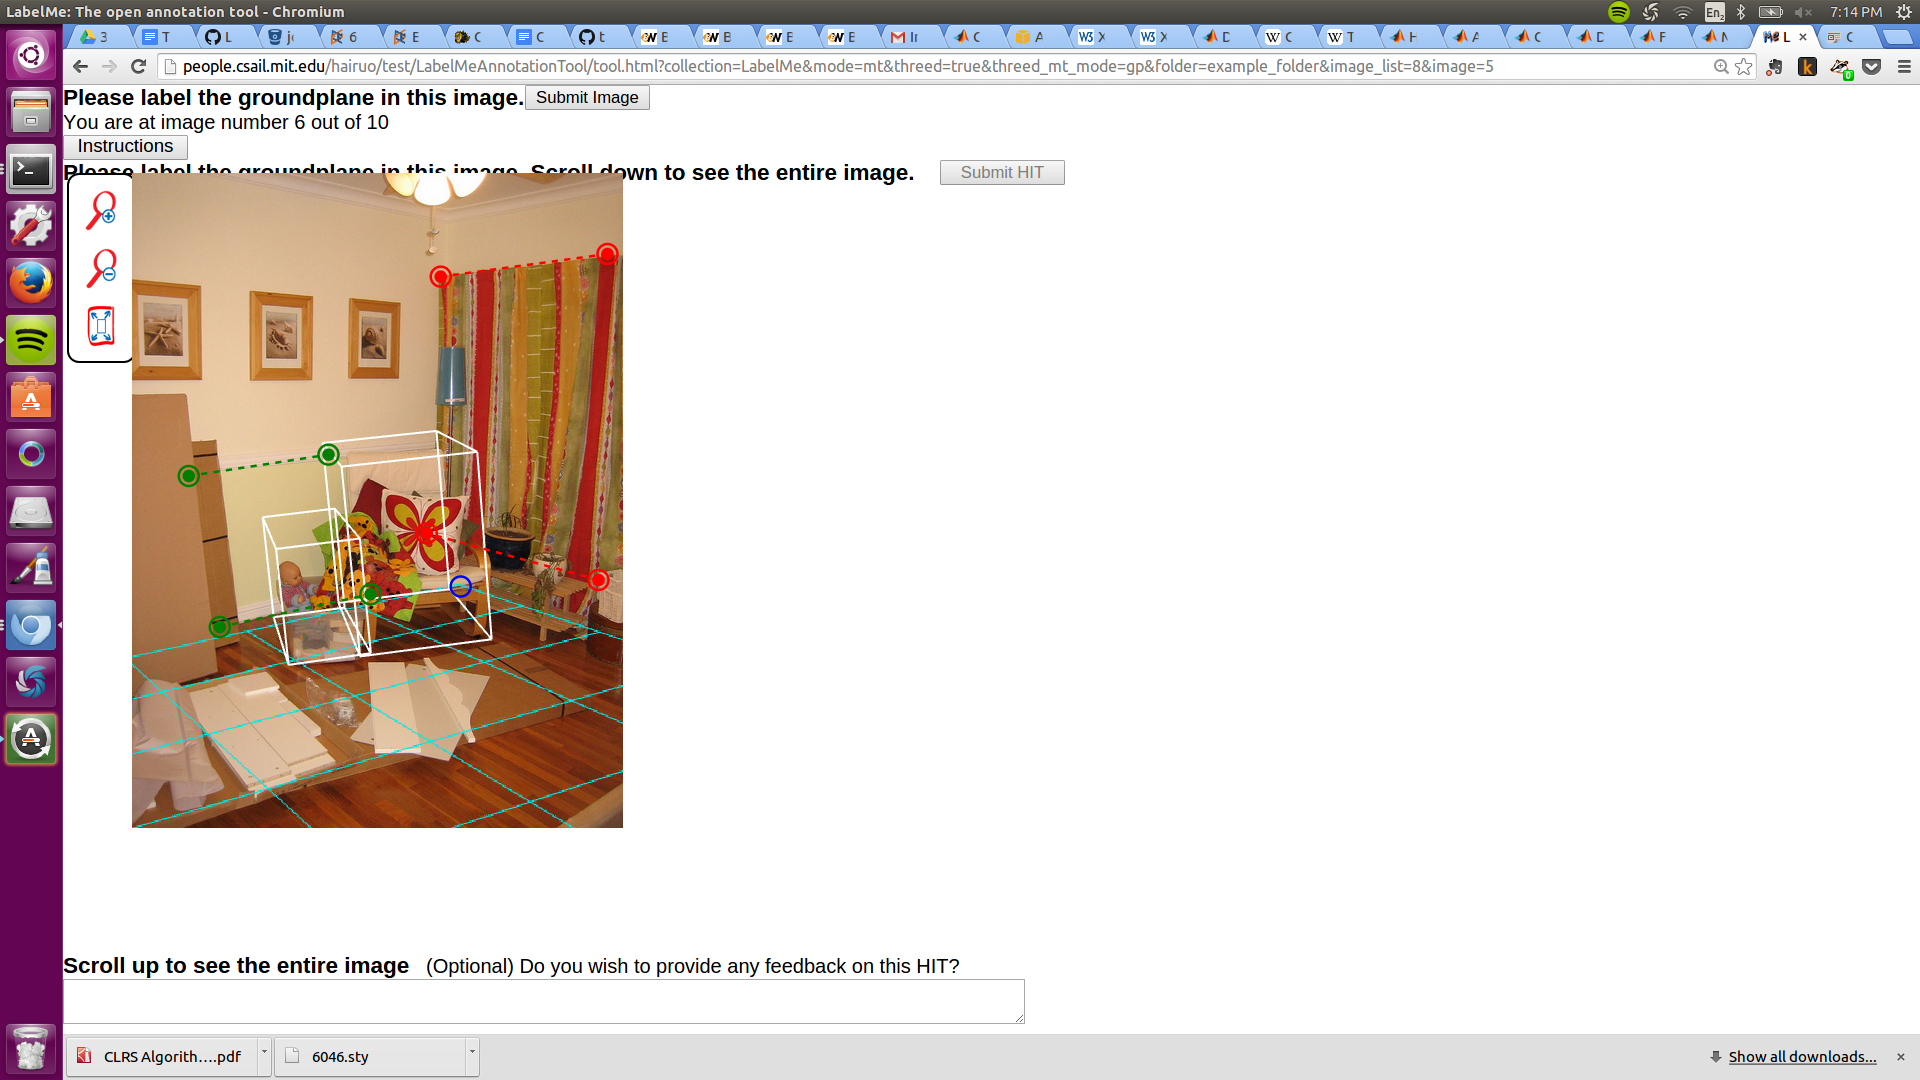 LabelMe: The open annotation tool - Chromium
En2
7:14 PM
3
T
L
j
6
E
C
C
t
E
B
E
E
In
C
A
X
X
D
C
T
H
A
C
D
F
L
×
C
people.csail.mit.edu/hairuo/test/LabelMeAnnotationTool/tool.html?collection=LabelMe&mode=mt&threed=true&threed_mt_mode=gp&folder=example_folder&image_list=8&image=5
Please label the groundplane in this image.
Submit Image
You are at image number 6 out of 10
Instructions
Please label the groundplane in this image. Scroll down to see the entire image.
Submit HIT
Scroll up to see the entire image (Optional) Do you wish to provide any feedback on this HIT?
CLRS Algorith....pdf
6046.sty
Show all downloads...
×